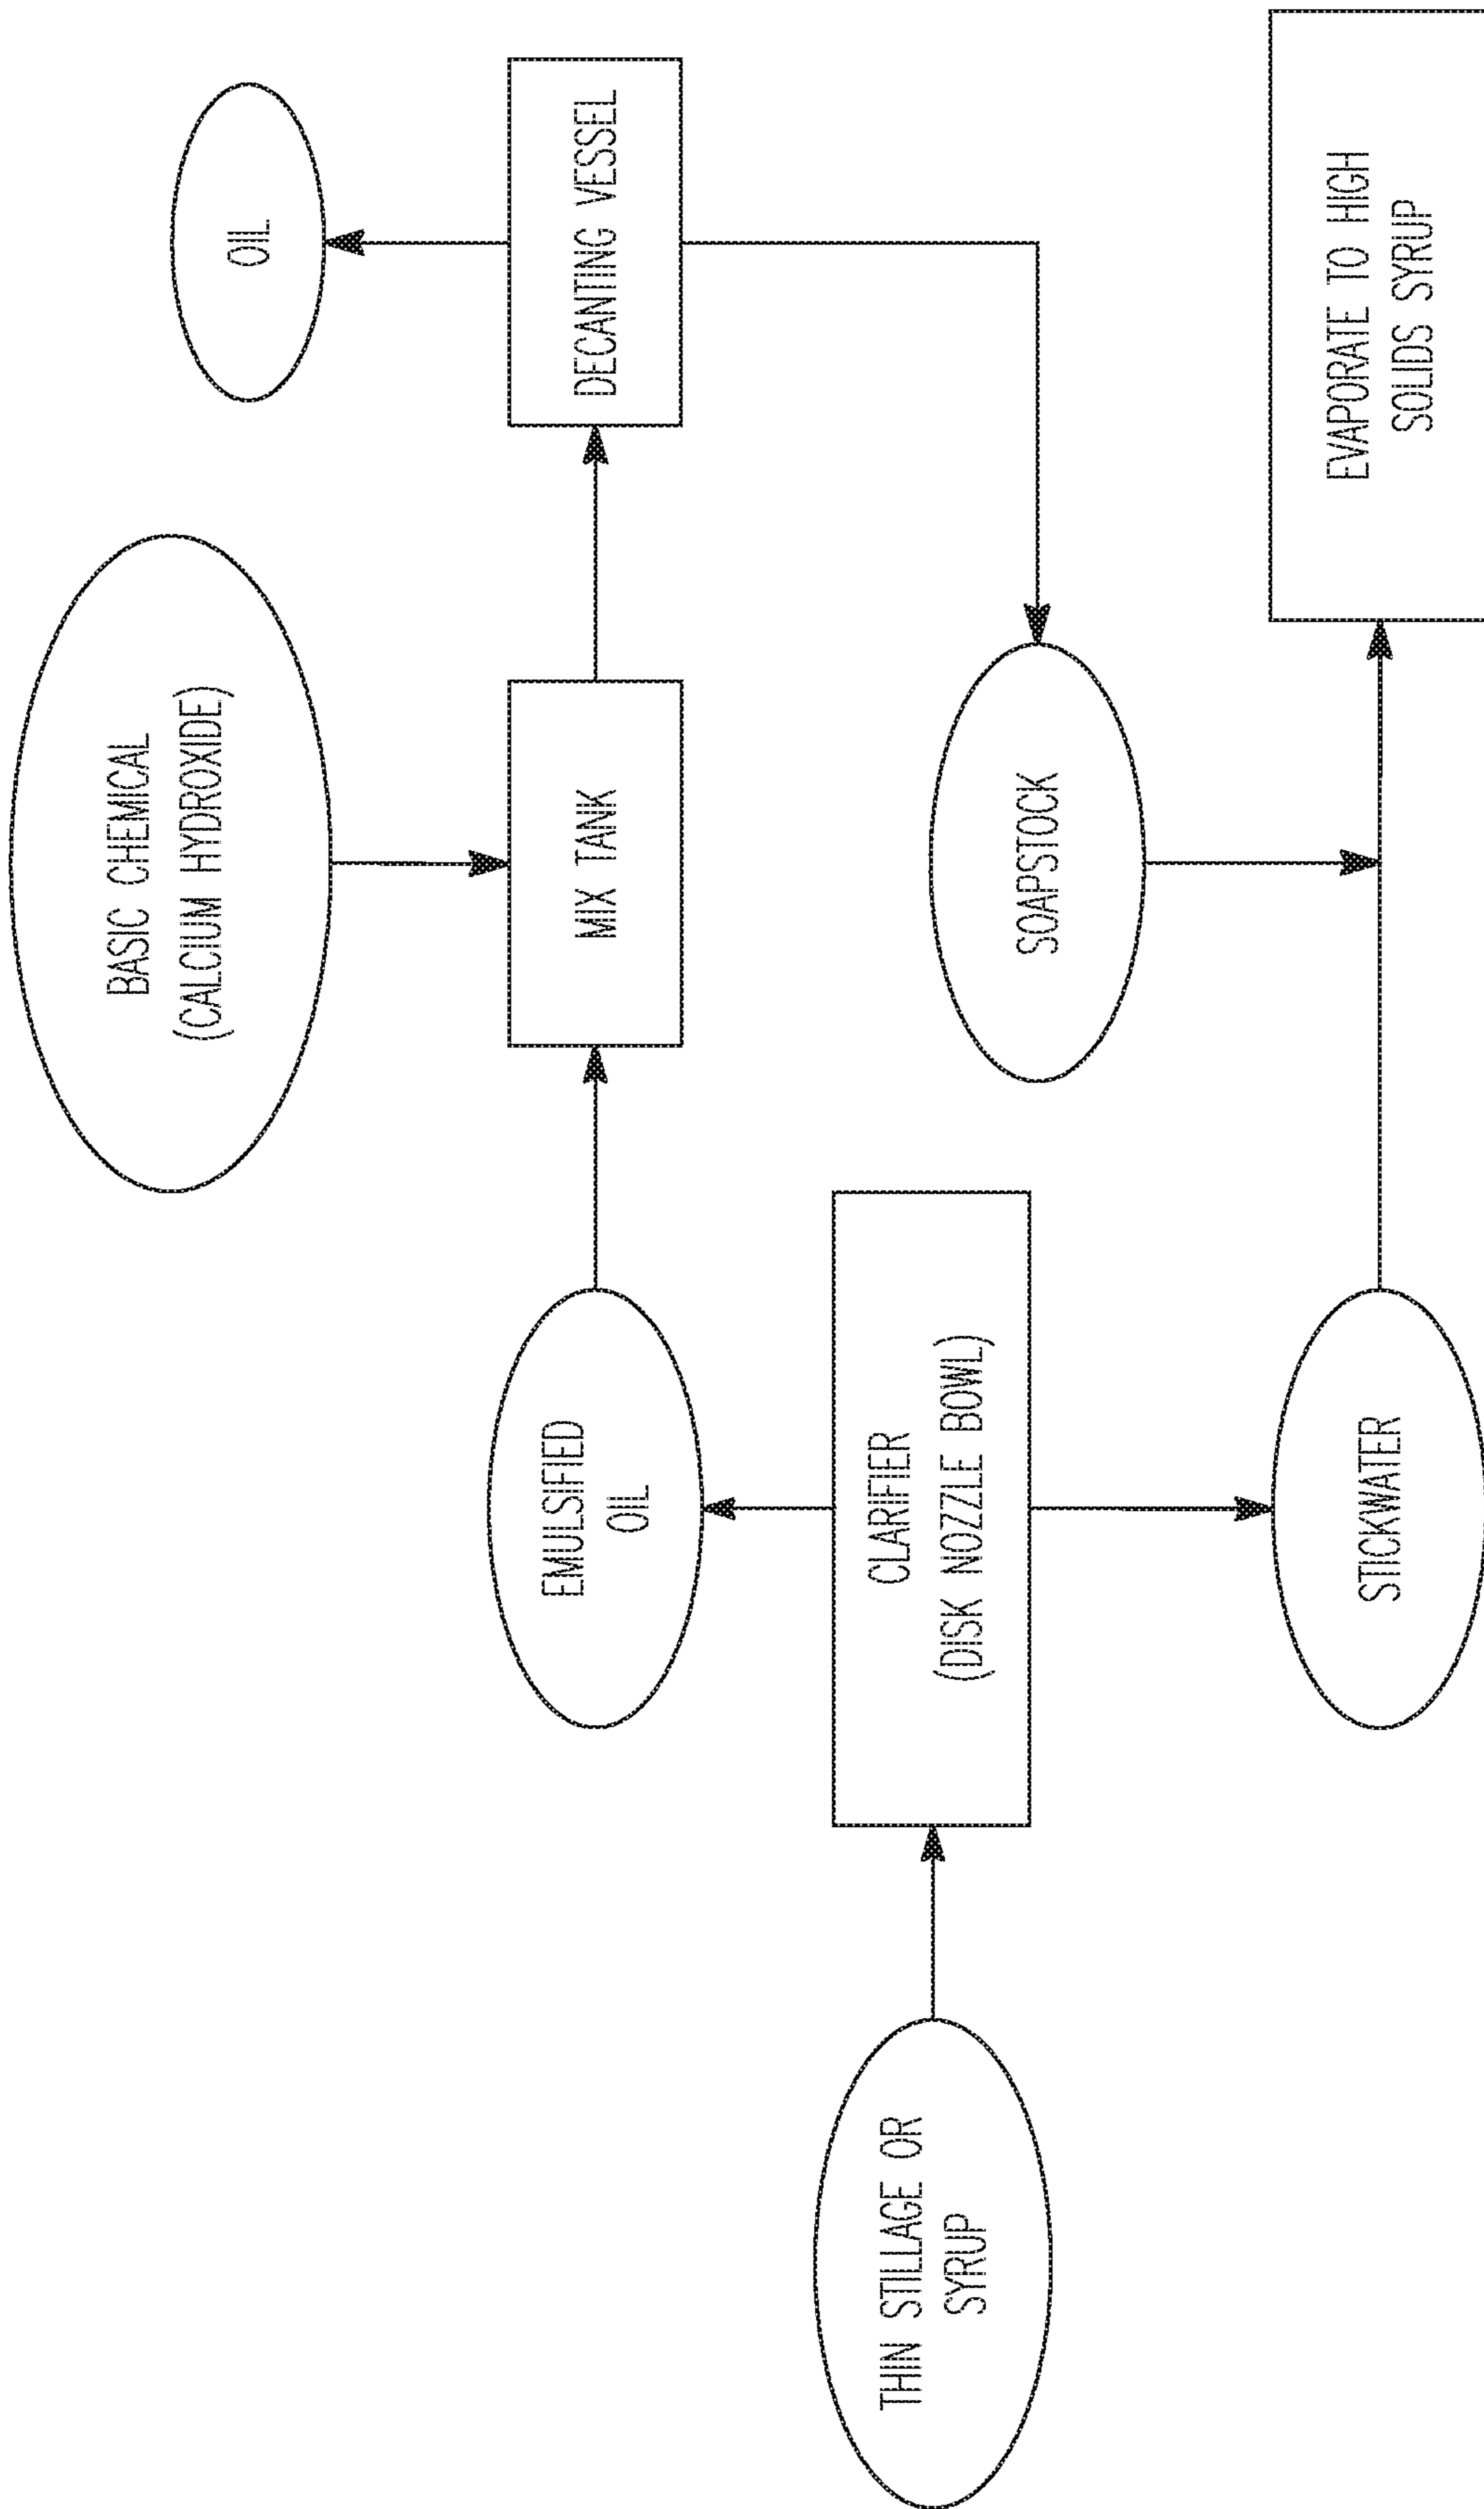 THIN STILLAGE OR
SYRUP
CLARIFIER
(DISK NOZZLE BOWL)
EMULSIFIED
OIL
STICKWATER
BASIC CHEMICAL
(CALCIUM HYDROXIDE)
MIX TANK
SOAPSTOCK
OIL
DECANTING VESSEL
EVAPORATE TO HIGH
SOLIDS SYRUP